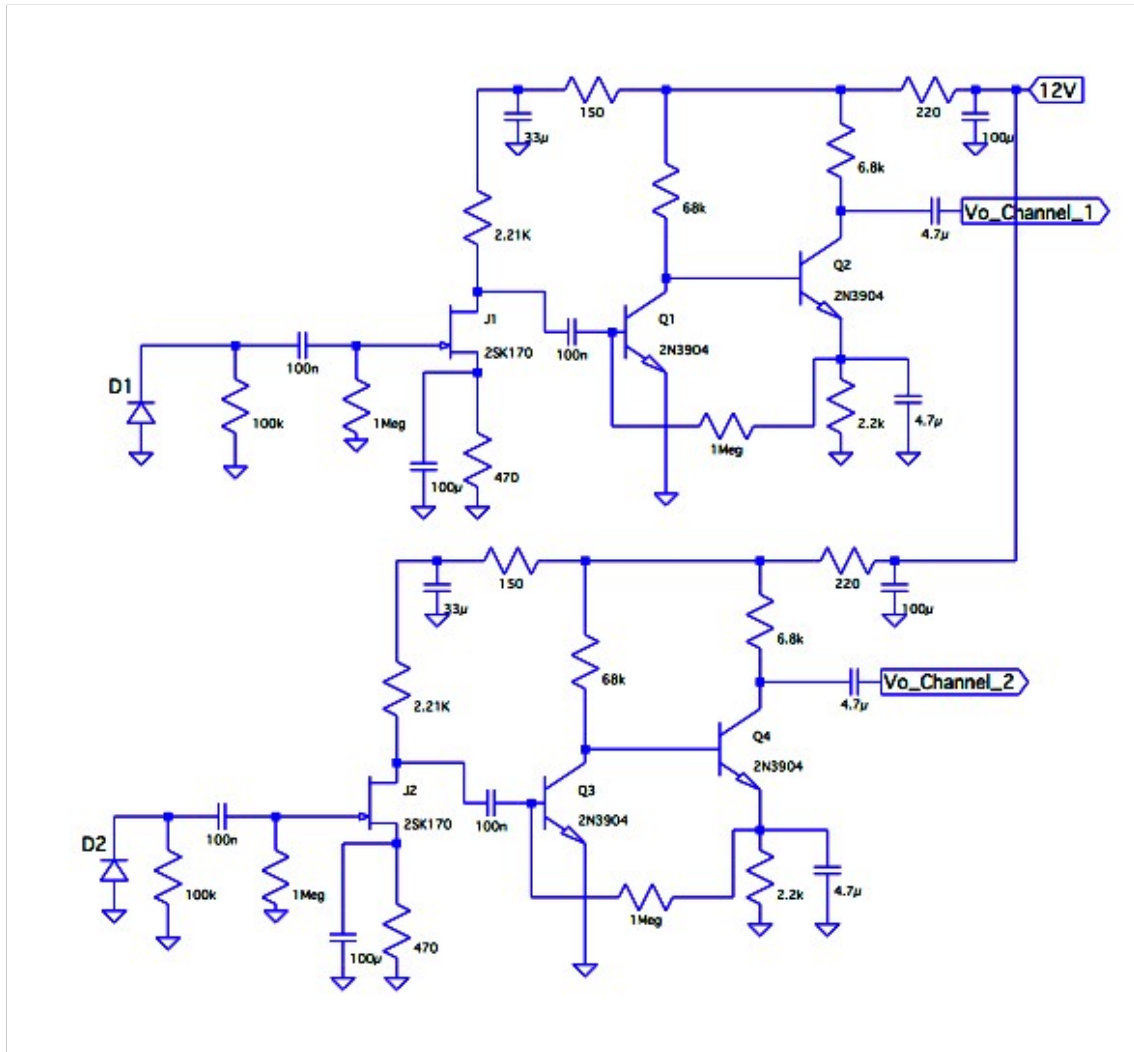 12V
150
220
33µ
100µ
6.8k
68k
Vo_Channel_1
4.7µ
2.21K
Q2
2N3904
J1
2SK170
Q1
2N3904
100n
100n
D1
100k
1Meg
1Meg
2.2k
4.7µ
100µ
470
150
220
33µ
100µ
6.8k
68k
Vo_Channel_2
4.7µ
2.21K
Q4
2N3904
J2
2SK170
Q3
2N3904
100n
100n
D2
100k
1Meg
1Meg
2.2k
4.7µ
100µ
470